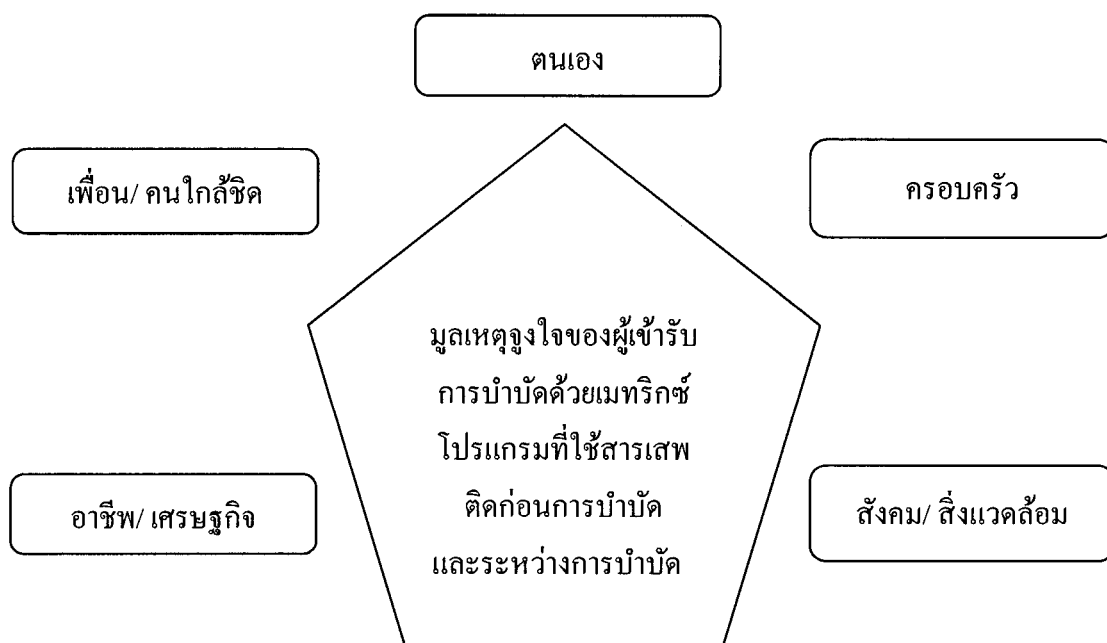 ตนเอง
เพื่อน/ คนใกล้ชิด
ครอบครัว
มูลเหตุจูงใจของผู้เข้ารับ
การบำบัดด้วยเมทริกซ์
โปรแกรมที่ใช้สารเสพ
ติดก่อนการบำบัด
และระหว่างการบำบัด
อาชีพ/ เศรษฐกิจ
สังคม/ สิ่งแวดล้อม